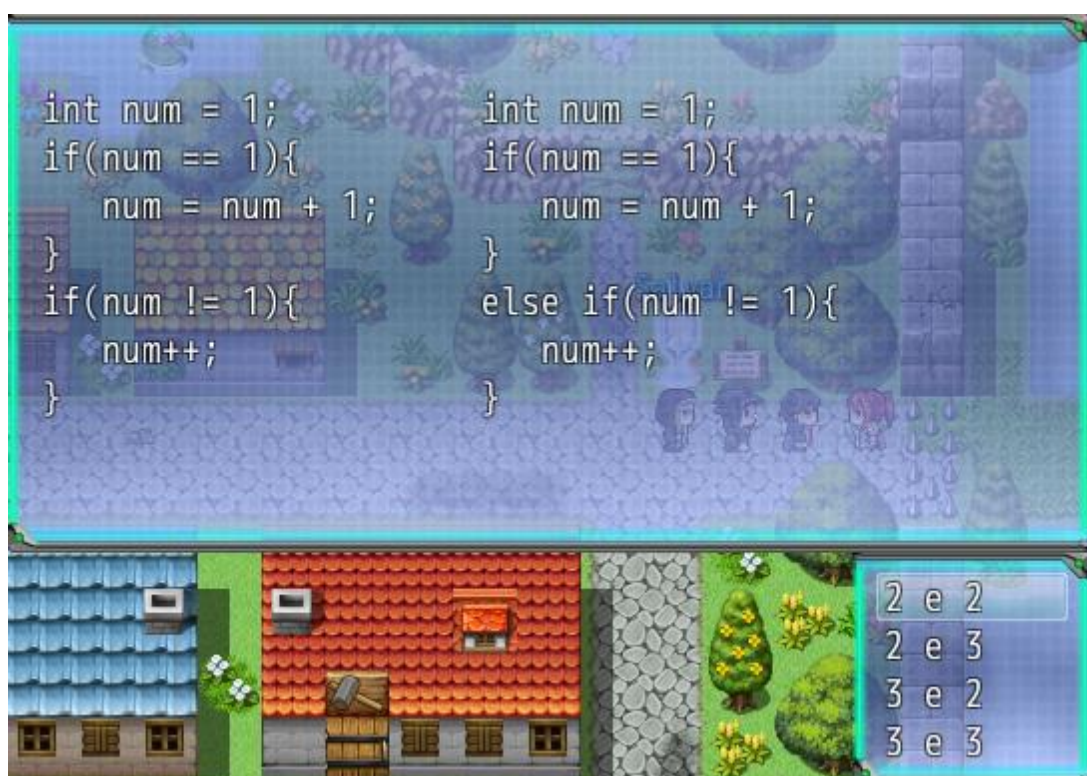 int num = 1;
if(num == 1){
num = num + 1;
}
if(num != 1){
num++;
}
int num = 1;
if(num == 1){
num = num + 1;
}
else if(num != 1){
num++;
}
2 e 2
2 e 3
3 e 2
3 e 3